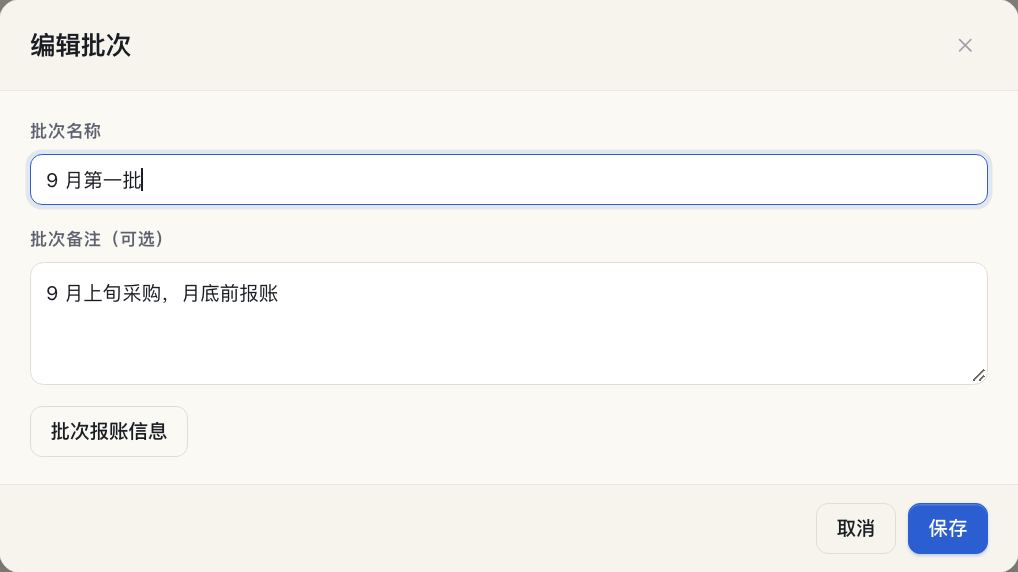 编辑批次
批次名称
9 月第一批
批次备注（可选）
9 月上旬采购，月底前报账
批次报账信息
取消
保存